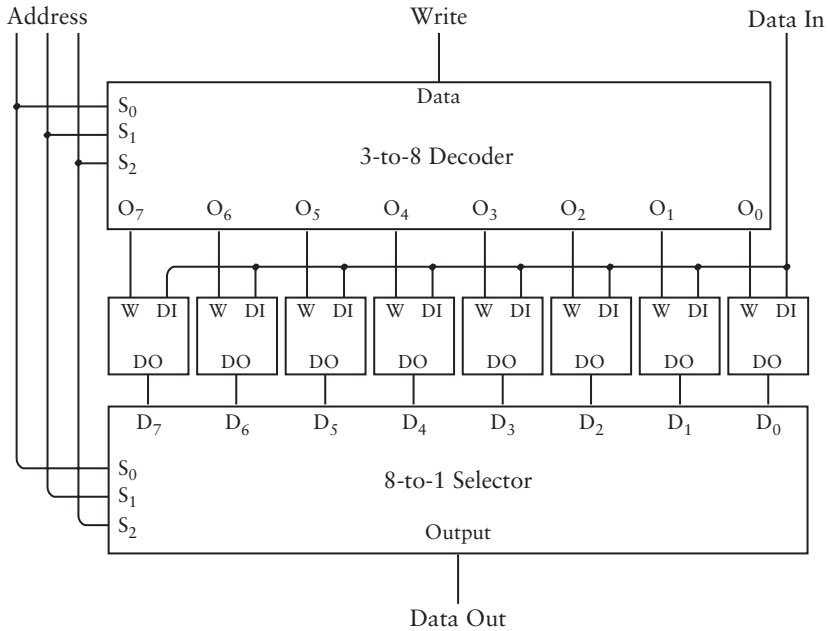 Address Write Data In
Data
S₀
S₁
3-to-8 Decoder
S₂
O₇ O₆ O₅ O₄ O₃ O₂ O₁ O₀
W DI W DI W DI W DI W DI W DI W DI W DI
DO DO DO DO DO DO DO DO
D₇ D₆ D₅ D₄ D₃ D₂ D₁ D₀
S₀
8-to-1 Selector
S₁
S₂
Output
Data Out